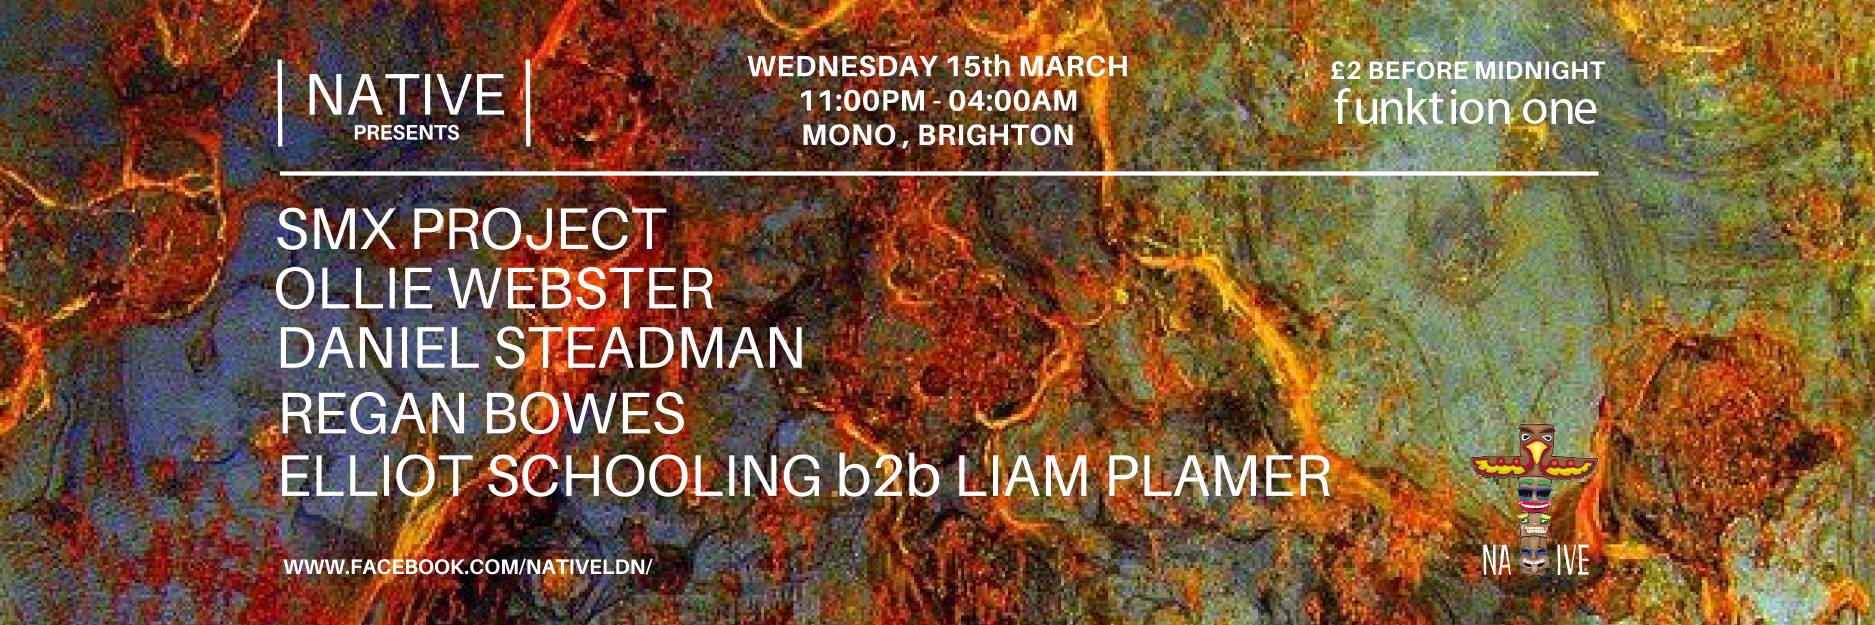 NATIVE
PRESENTS
WEDNESDAY 15th MARCH
11:00PM - 04:00AM
MONO , BRIGHTON
£2 BEFORE MIDNIGHT
funktion one
SMX PROJECT
OLLIE WEBSTER
DANIEL STEADMAN
REGAN BOWES
ELLIOT SCHOOLING b2b LIAM PLAMER
WWW.FACEBOOK.COM/NATIVELDN/
NA IVE